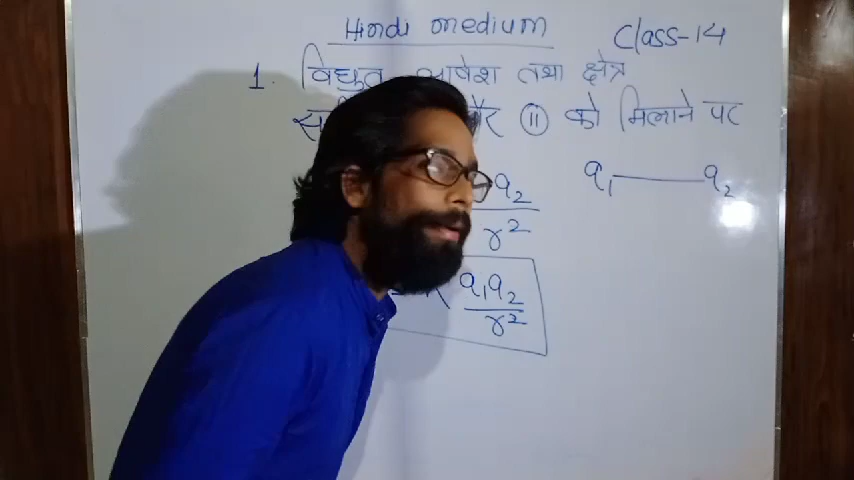 Hindi medium
Class-14
1. विद्युत आवेश तथा क्षेत्र
और (ii) को मिलाने पर
q₂
r²
q₁ q₂
q₁q₂
r²